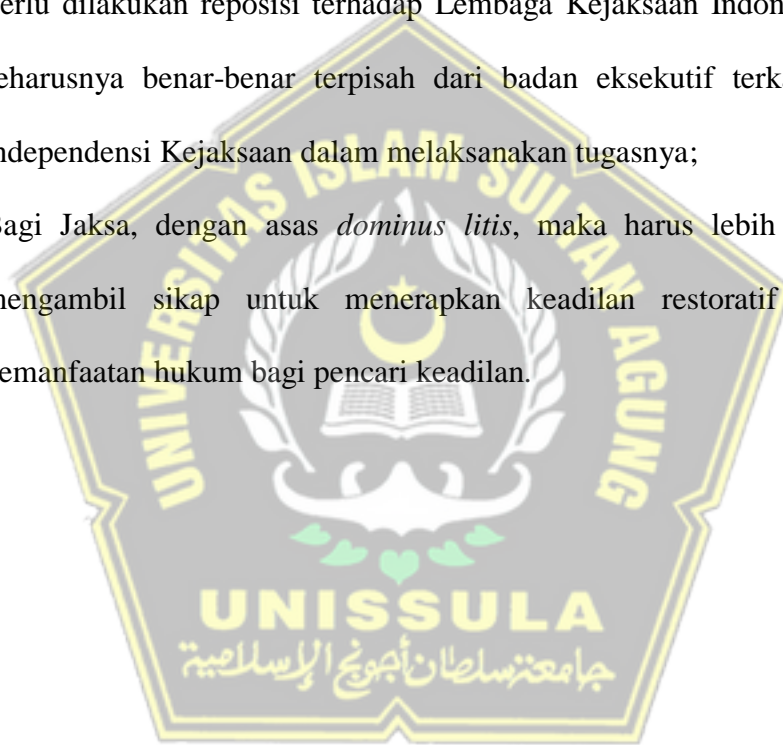 erlu dilakukan reposisi terhadap Lembaga Kejaksaan Indon
eharusnya benar-benar terpisah dari badan eksekutif terk
ndependensi Kejaksaan dalam melaksanakan tugasnya;
Bagi Jaksa, dengan asas dominus litis, maka harus lebih
mengambil sikap untuk menerapkan keadilan restoratif
emanfaatan hukum bagi pencari keadilan.
UNIVERSITAS ISLAM SULTAN AGUNG
UNISSULA
جامعة سلطان أجونج الإسلامية